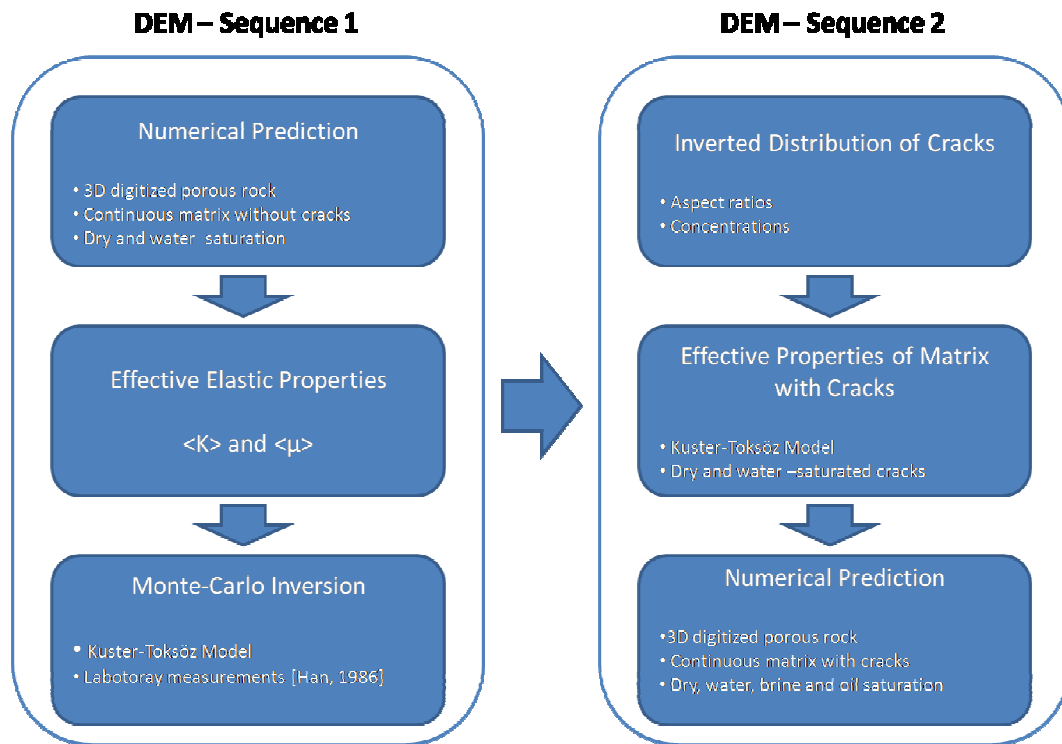 DEM – Sequence 1
Numerical Prediction
• 3D digitized porous rock
• Continuous matrix without cracks
• Dry and water saturation
Effective Elastic Properties
<K> and <µ>
Monte-Carlo Inversion
• Kuster-Toksöz Model
• Labotoray measurements [Han, 1986]
DEM – Sequence 2
Inverted Distribution of Cracks
• Aspect ratios
• Concentrations
Effective Properties of Matrix
with Cracks
• Kuster-Toksöz Model
• Dry and water –saturated cracks
Numerical Prediction
•3D digitized porous rock
• Continuous matrix with cracks
• Dry, water, brine and oil saturation